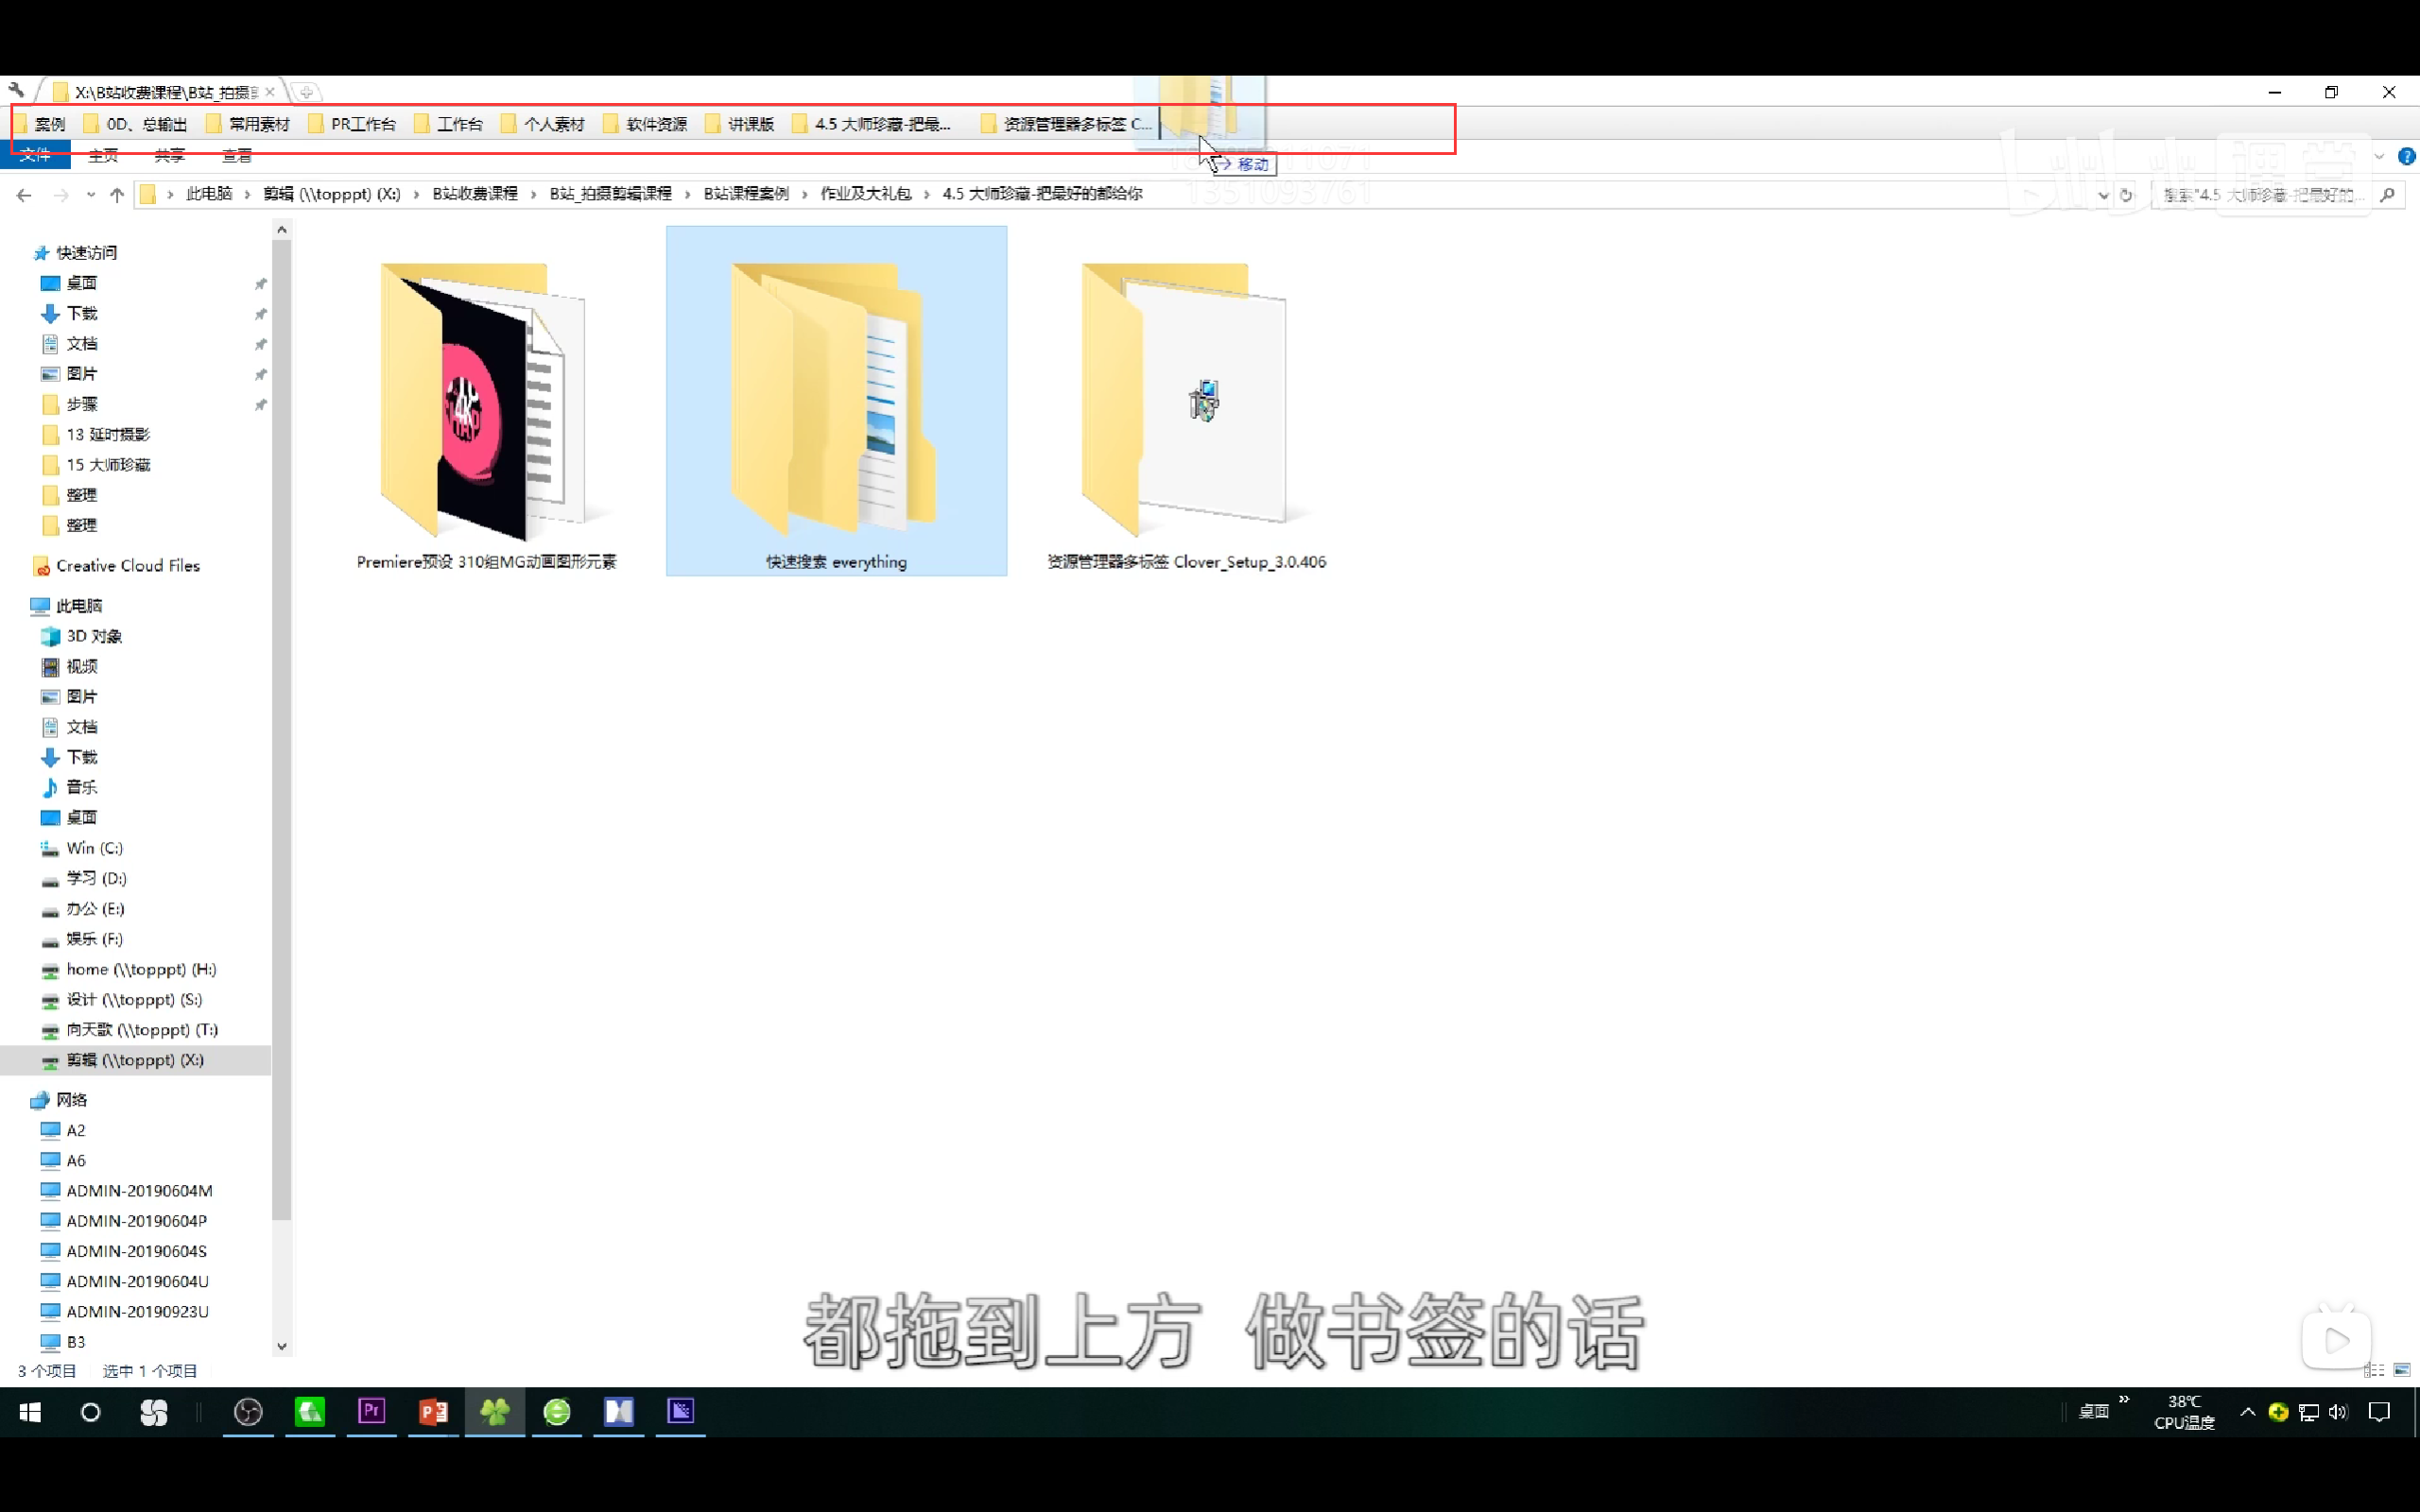 X:\B站收费课程\B站_拍摄剪
案例 0D、总输出 常用素材 PR工作台 工作台 个人素材 软件资源 讲课版 4.5 大师珍藏-把最... 资源管理器多标签 C...
文件 主页 共享 查看
移动
此电脑 剪辑 (\\topppt) (X:) B站收费课程 B站_拍摄剪辑课程 B站课程案例 作业及大礼包 4.5 大师珍藏-把最好的都给你
搜索"4.5 大师珍藏-把最好的...
1351093761
bilibili 课堂
快速访问
桌面
下载
文档
图片
步骤
13 延时摄影
15 大师珍藏
整理
整理
Creative Cloud Files
此电脑
3D 对象
视频
图片
文档
下载
音乐
桌面
Win (C:)
学习 (D:)
办公 (E:)
娱乐 (F:)
home (\\topppt) (H:)
设计 (\\topppt) (S:)
向天歌 (\\topppt) (T:)
剪辑 (\\topppt) (X:)
网络
A2
A6
ADMIN-20190604M
ADMIN-20190604P
ADMIN-20190604S
ADMIN-20190604U
ADMIN-20190923U
B3
Premiere预设 310组MG动画图形元素
快速搜索 everything
资源管理器多标签 Clover_Setup_3.0.406
都拖到上方 做书签的话
3 个项目 选中 1 个项目
桌面
38℃
CPU温度